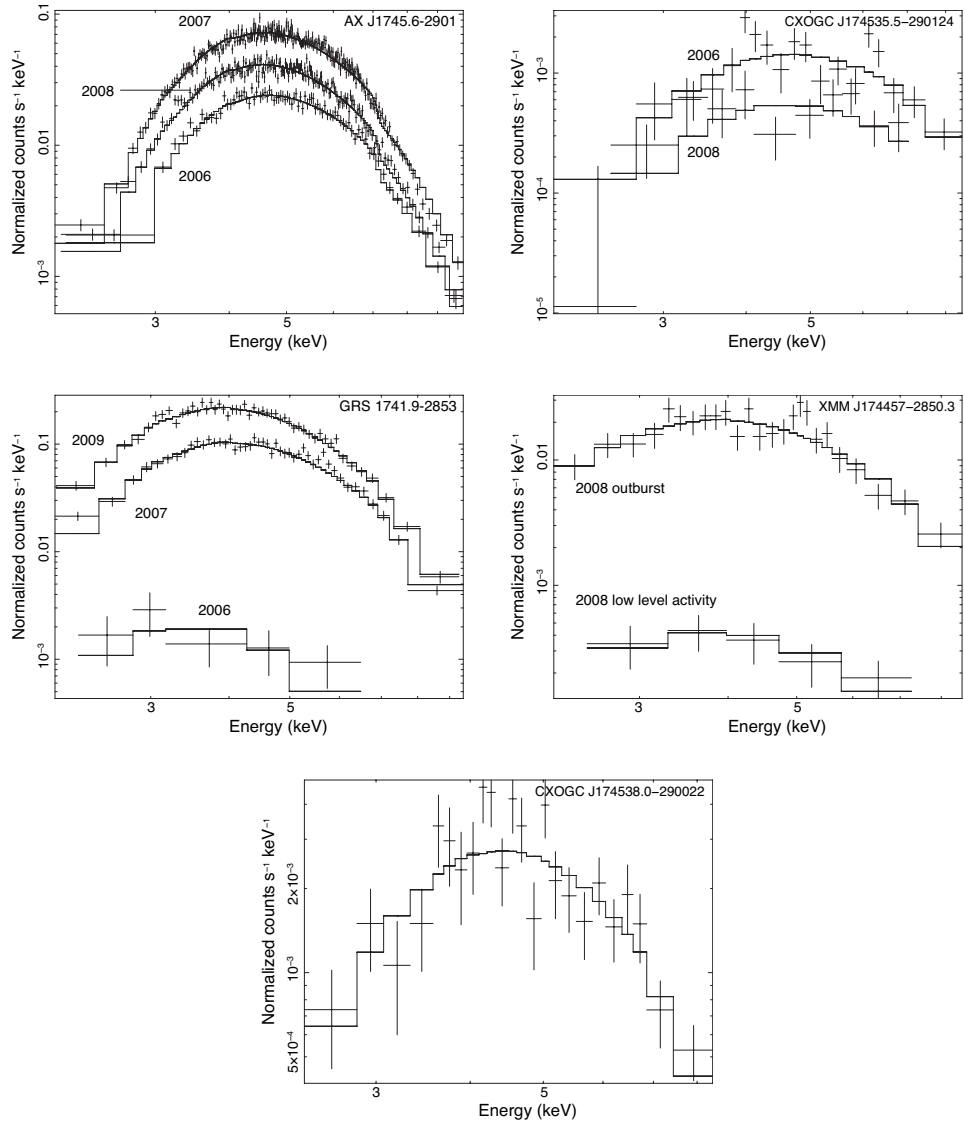 AX J1745.6-2901
2007
2008
2006
0.1
0.01
10⁻³
Normalized counts s⁻¹ keV⁻¹
3
5
Energy (keV)
CXOGC J174535.5–290124
2006
2008
10⁻³
10⁻⁴
10⁻⁵
Normalized counts s⁻¹ keV⁻¹
3
5
Energy (keV)
GRS 1741.9-2853
2009
2007
2006
0.1
0.01
10⁻³
Normalized counts s⁻¹ keV⁻¹
3
5
Energy (keV)
XMM J174457–2850.3
2008 outburst
2008 low level activity
0.01
10⁻³
Normalized counts s⁻¹ keV⁻¹
3
5
Energy (keV)
CXOGC J174538.0–290022
2×10⁻³
10⁻³
5×10⁻⁴
Normalized counts s⁻¹ keV⁻¹
3
5
Energy (keV)